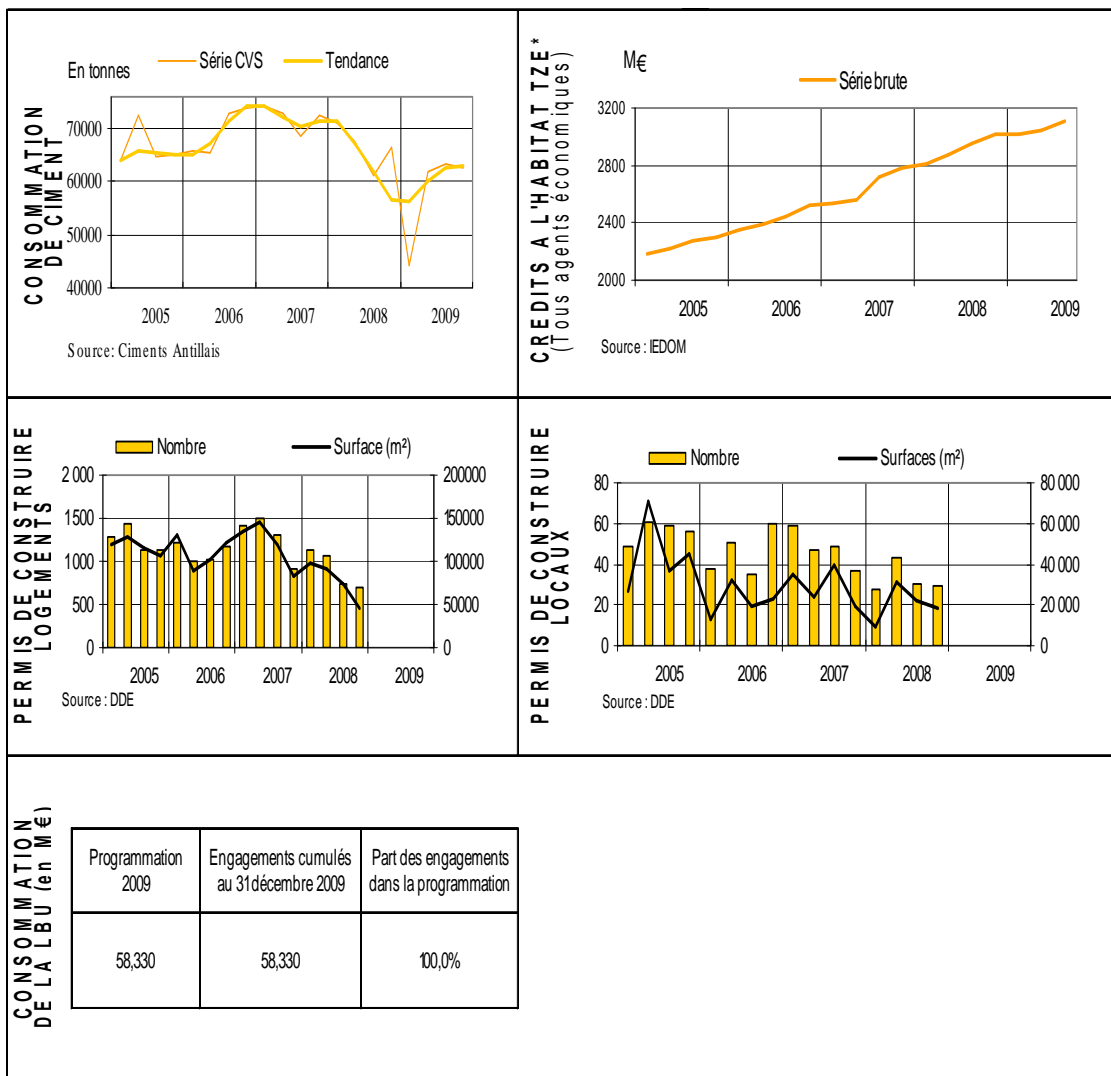 CONSOMMATION
DE CIMENT
En tonnes
Série CVS
Tendance
70000
60000
50000
40000
2005
2006
2007
2008
2009
Source: Ciments Antillais
CREDITS A L'HABITAT TZE*
(Tous agents économiques)
M€
Série brute
3200
2800
2400
2000
2005
2006
2007
2008
2009
Source : IEDOM
PERMIS DE CONSTRUIRE
LOGEMENTS
Nombre
Surface (m²)
2 000
1500
1000
500
0
200000
150000
100000
50000
0
2005
2006
2007
2008
2009
Source : DDE
PERMIS DE CONSTRUIRE
LOCAUX
Nombre
Surfaces (m²)
80
60
40
20
0
80 000
60 000
40 000
20 000
0
2005
2006
2007
2008
2009
Source : DDE
CONSOMMATION
DE LA LBU (en M€)
Programmation
2009
Engagements cumulés
au 31 décembre 2009
Part des engagements
dans la programmation
58,330
58,330
100,0%